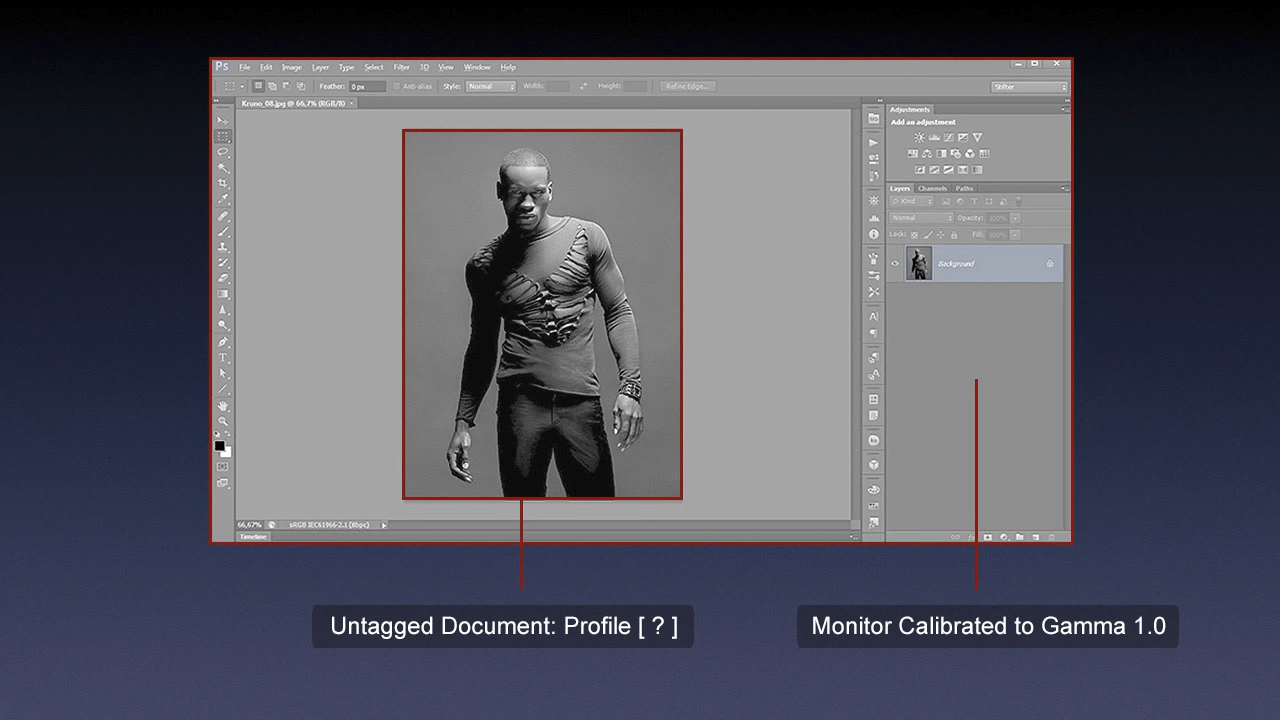 Ps File Edit Image Layer Type Select Filter 3D View Window Help
Feather: 0 px Anti-alias Style: Normal Width: Height: Refine Edge... Stifter
Kruno_08.jpg @ 66,7% (RGB/8) ×
Adjustments
Add an adjustment
Layers Channels Paths
Kind
Normal Opacity: 100%
Lock: Fill: 100%
Background
66,67% sRGB IEC61966-2.1 (8bpc)
Timeline
Untagged Document: Profile [ ? ]
Monitor Calibrated to Gamma 1.0